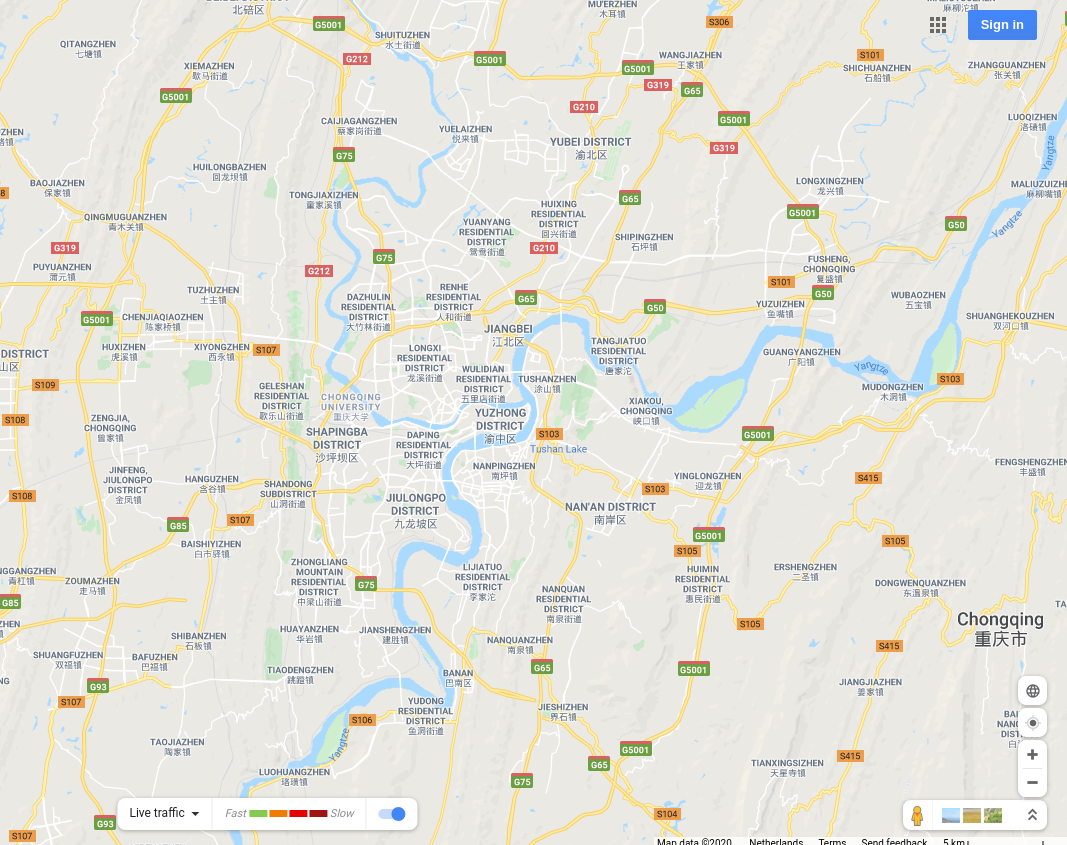 北碚区
MU'ERZHEN
木耳镇
麻柳沱镇
S306
G5001
SHUITUZHEN
水土街道
Sign in
QITANGZHEN
七塘镇
G212
G5001
WANGJIAZHEN
王家镇
S101
XIEMAZHEN
歇马街道
G5001
SHICHUANZHEN
石船镇
ZHANGGUANZHEN
张关镇
G319
G65
G5001
G210
G5001
LUOQIZHEN
洛碛镇
CAIJIAGANGZHEN
蔡家岗街道
YUELAIZHEN
悦来镇
YUBEI DISTRICT
渝北区
G319
Yangtze
G75
HUILONGBAZHEN
回龙坝镇
BAOJIAZHEN
保家镇
TONGJIAXIZHEN
童家溪镇
G65
LONGXINGZHEN
龙兴镇
MALIUZUIZHEN
麻柳嘴镇
QINGMUGUANZHEN
青木关镇
YUANYANG
RESIDENTIAL
DISTRICT
鸳鸯街道
HUIXING
RESIDENTIAL
DISTRICT
回兴街道
G5001
G50
Yangtze
G319
SHIPINGZHEN
石坪镇
G210
G75
PUYUANZHEN
蒲元镇
G212
FUSHENG,
CHONGQING
复盛镇
S101
G50
TUZHUZHEN
土主镇
DAZHULIN
RESIDENTIAL
DISTRICT
大竹林街道
RENHE
RESIDENTIAL
DISTRICT
人和街道
G65
G50
YUZUIZHEN
鱼嘴镇
WUBAOZHEN
五宝镇
G5001
CHENJIAQIAOZHEN
陈家桥镇
JIANGBEI
江北区
SHUANGHEKOUZHEN
双河口镇
DISTRICT
山区
HUXIZHEN
虎溪镇
XIYONGZHEN
西永镇
S107
LONGXI
RESIDENTIAL
DISTRICT
龙溪街道
TANGJIATUO
RESIDENTIAL
DISTRICT
唐家沱
GUANGYANGZHEN
广阳镇
Yangtze
S109
WULIDIAN
RESIDENTIAL
DISTRICT
五里店街道
TUSHANZHEN
涂山镇
MUDONGZHEN
木洞镇
S103
GELESHAN
RESIDENTIAL
DISTRICT
歌乐山街道
CHONGQING
UNIVERSITY
重庆大学
XIAKOU,
CHONGQING
峡口镇
S108
ZENGJIA,
CHONGQING
曾家镇
YUZHONG
DISTRICT
渝中区
S103
G5001
SHAPINGBA
DISTRICT
沙坪坝区
DAPING
RESIDENTIAL
DISTRICT
大坪街道
Tushan Lake
JINFENG,
JIULONGPO
DISTRICT
金凤镇
HANGUZHEN
含谷镇
SHANDONG
SUBDISTRICT
山洞街道
NANPINGZHEN
南坪镇
YINGLONGZHEN
迎龙镇
S415
FENGSHENGZHEN
丰盛镇
S108
JIULONGPO
DISTRICT
九龙坡区
S103
NAN'AN DISTRICT
南岸区
G85
S107
G5001
S105
BAISHIYIZHEN
白市驿镇
S105
NGGANGZHEN
青杠镇
ZOUMAZHEN
走马镇
ZHONGLIANG
MOUNTAIN
RESIDENTIAL
DISTRICT
中梁山街道
G75
LIJIATUO
RESIDENTIAL
DISTRICT
李家沱
HUIMIN
RESIDENTIAL
DISTRICT
惠民街道
ERSHENGZHEN
二圣镇
DONGWENQUANZHEN
东温泉镇
G85
NANQUAN
RESIDENTIAL
DISTRICT
南泉街道
S105
Chongqing
重庆市
SHIBANZHEN
石板镇
HUAYANZHEN
华岩镇
JIANSHENGZHEN
建胜镇
NANQUANZHEN
南泉镇
S415
SHUANGFUZHEN
双福镇
BAFUZHEN
巴福镇
G65
G5001
TIAODENGZHEN
跳蹬镇
BANAN
巴南区
JIANGJIAZHEN
姜家镇
G93
S107
S106
YUDONG
RESIDENTIAL
DISTRICT
鱼洞街道
JIESHIZHEN
界石镇
Yangtze
TAOJIAZHEN
陶家镇
G5001
S415
G65
TIANXINGSIZHEN
天星寺镇
LUOHUANGZHEN
珞璜镇
G75
Live traffic
Fast
Slow
S104
G93
S107
Map data ©2020
Netherlands
Terms
Send feedback
5 km